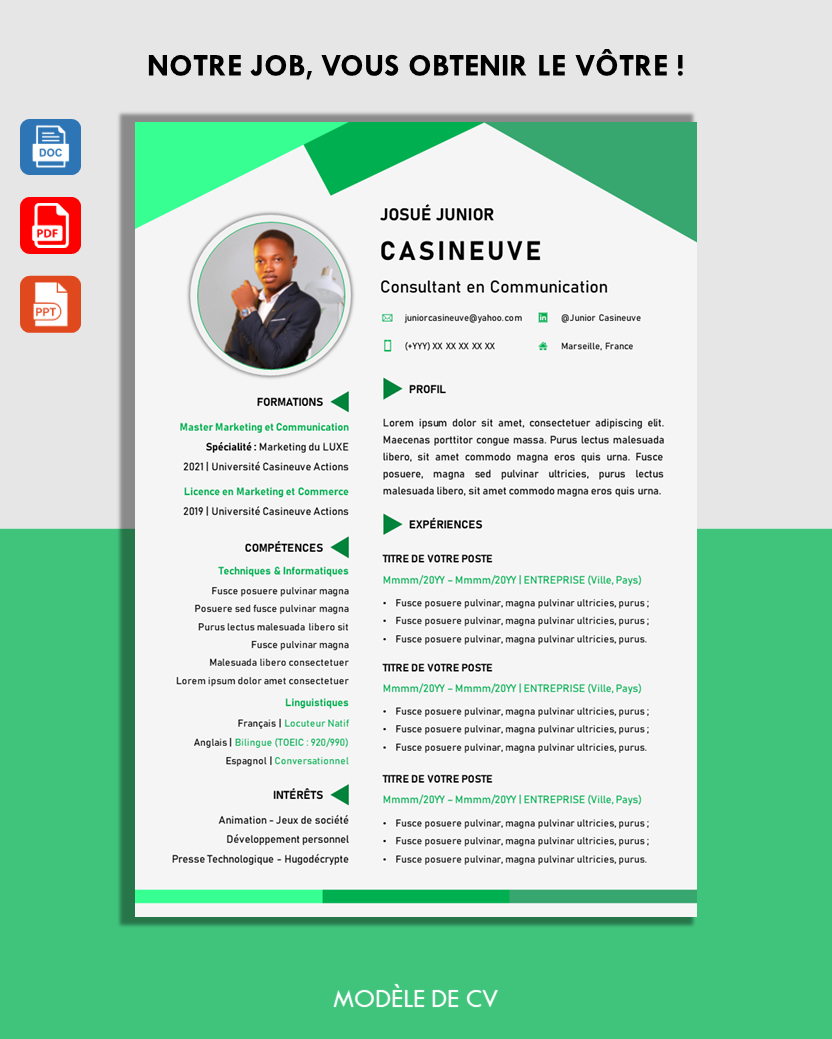 NOTRE JOB, VOUS OBTENIR LE VÔTRE !
DOC
PDF
PPT
JOSUÉ JUNIOR
CASINEUVE
Consultant en Communication
juniorcasineuve@yahoo.com
in
@Junior Casineuve
(+YYY) XX XX XX XX XX
Marseille, France
FORMATIONS
Master Marketing et Communication
Spécialité : Marketing du LUXE
2021 | Université Casineuve Actions
Licence en Marketing et Commerce
2019 | Université Casineuve Actions
COMPÉTENCES
Techniques & Informatiques
Fusce posuere pulvinar magna
Posuere sed fusce pulvinar magna
Purus lectus malesuada libero sit
Fusce pulvinar magna
Malesuada libero consectetuer
Lorem ipsum dolor amet consectetuer
Linguistiques
Français | Locuteur Natif
Anglais | Bilingue (TOEIC : 920/990)
Espagnol | Conversationnel
INTÉRÊTS
Animation - Jeux de société
Développement personnel
Presse Technologique - Hugodécrypte
PROFIL
Lorem ipsum dolor sit amet, consectetuer adipiscing elit.
Maecenas porttitor congue massa. Purus lectus malesuada
libero, sit amet commodo magna eros quis urna. Fusce
posuere, magna sed pulvinar ultricies, purus lectus
malesuada libero, sit amet commodo magna eros quis urna.
EXPÉRIENCES
TITRE DE VOTRE POSTE
Mmmm/20YY – Mmmm/20YY | ENTREPRISE (Ville, Pays)
• Fusce posuere pulvinar, magna pulvinar ultricies, purus ;
• Fusce posuere pulvinar, magna pulvinar ultricies, purus ;
• Fusce posuere pulvinar, magna pulvinar ultricies, purus.
TITRE DE VOTRE POSTE
Mmmm/20YY – Mmmm/20YY | ENTREPRISE (Ville, Pays)
• Fusce posuere pulvinar, magna pulvinar ultricies, purus ;
• Fusce posuere pulvinar, magna pulvinar ultricies, purus ;
• Fusce posuere pulvinar, magna pulvinar ultricies, purus.
TITRE DE VOTRE POSTE
Mmmm/20YY – Mmmm/20YY | ENTREPRISE (Ville, Pays)
• Fusce posuere pulvinar, magna pulvinar ultricies, purus ;
• Fusce posuere pulvinar, magna pulvinar ultricies, purus ;
• Fusce posuere pulvinar, magna pulvinar ultricies, purus.
MODÈLE DE CV